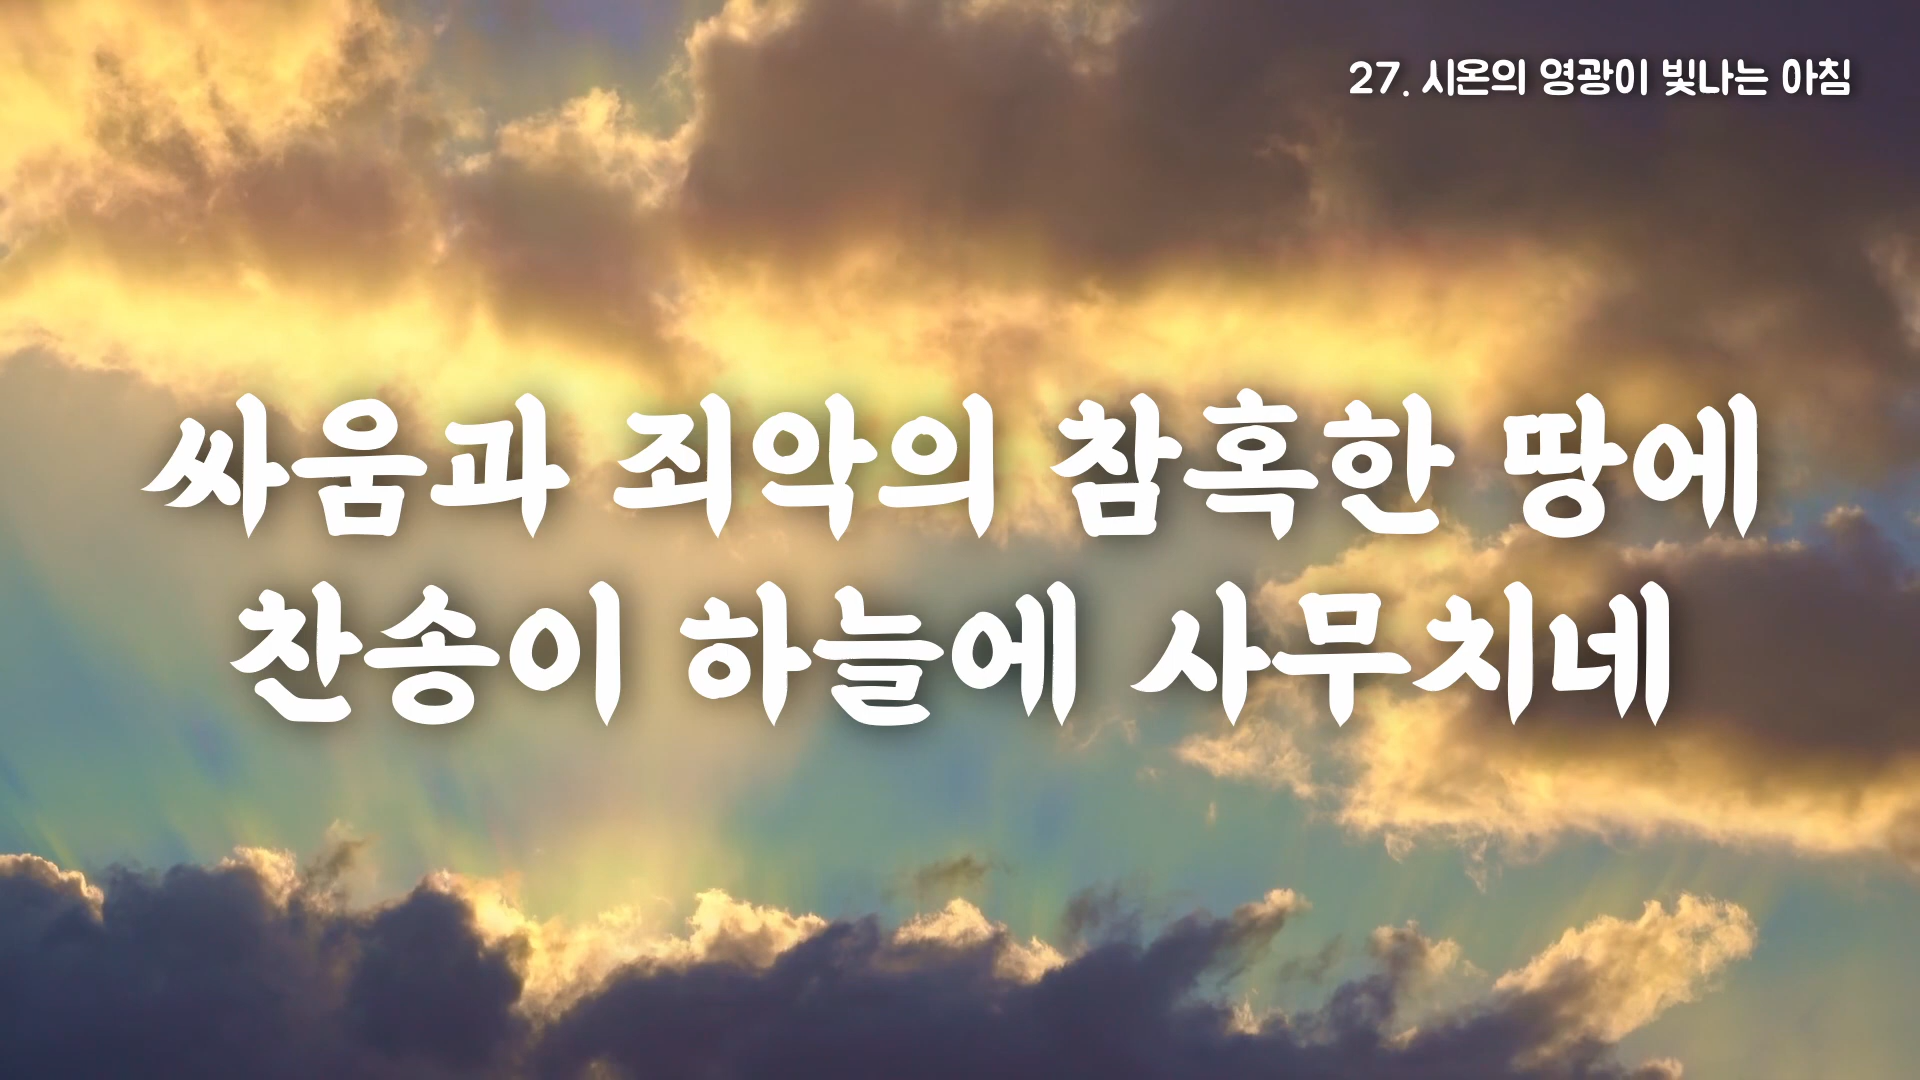 27. 시온의 영광이 빛나는 아침
싸움과 죄악의 참혹한 땅에
찬송이 하늘에 사무치네